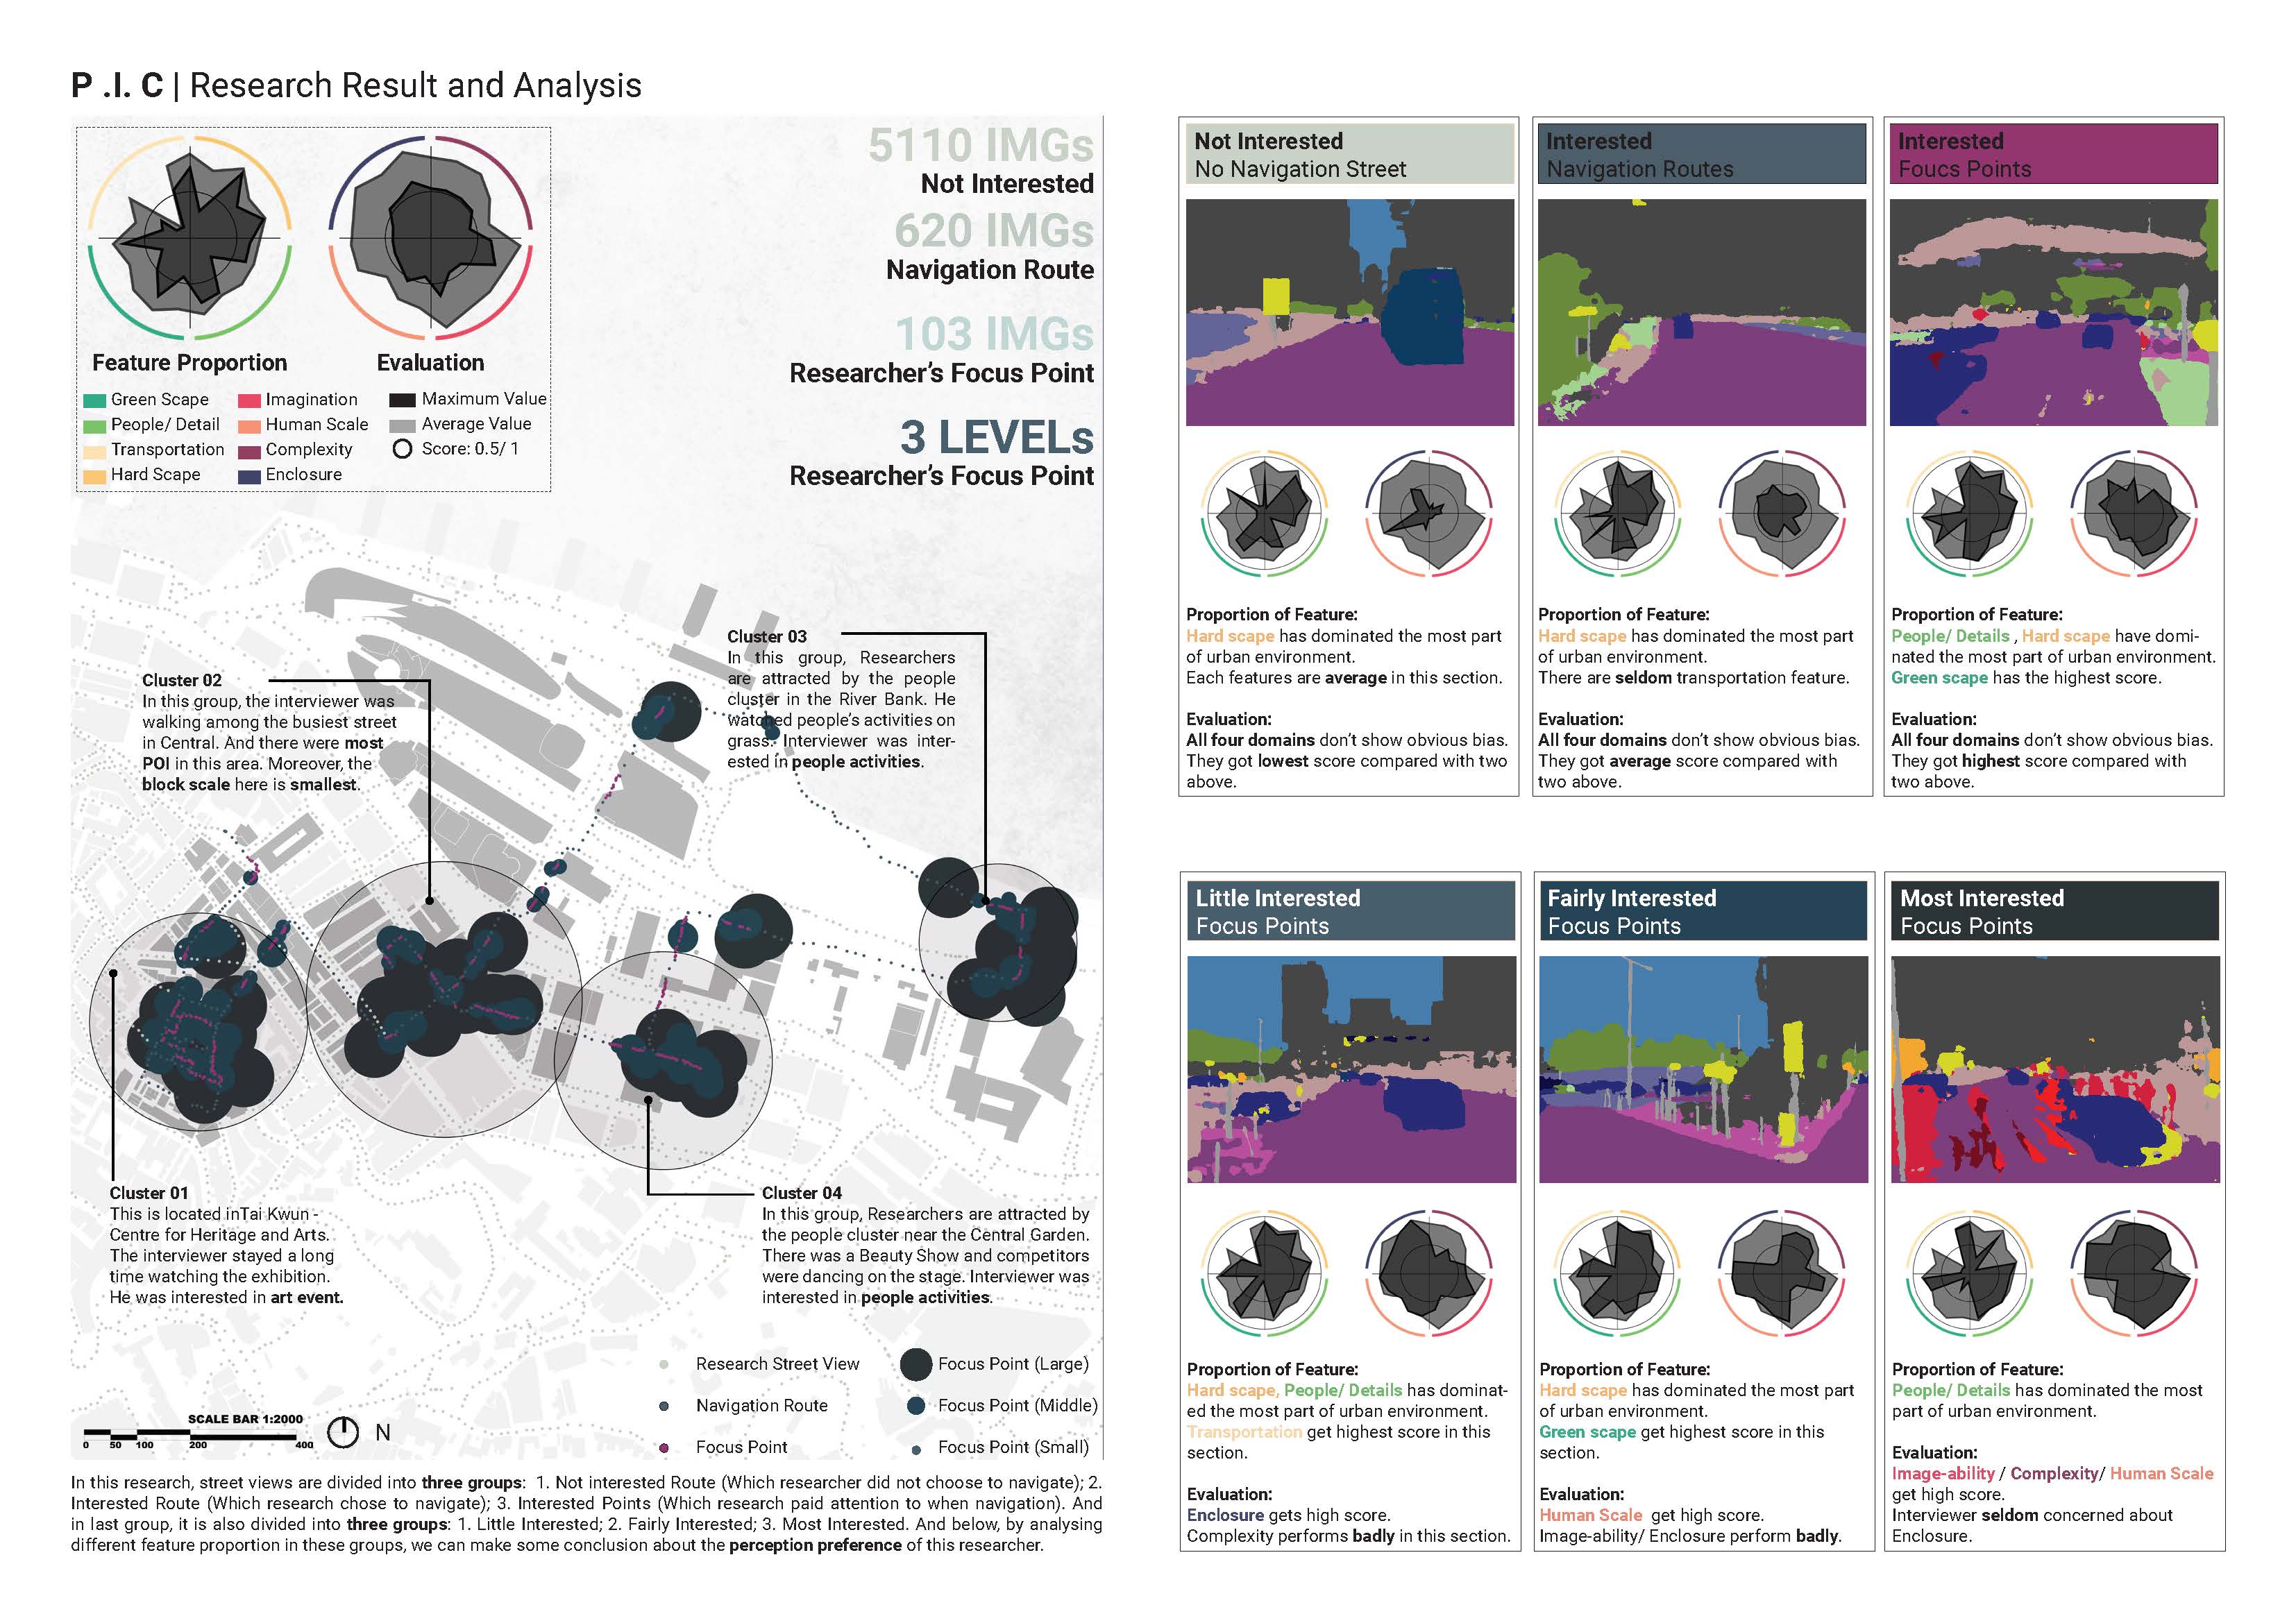 P .I. C | Research Result and Analysis
5110 IMGs
Not Interested
620 IMGs
Navigation Route
103 IMGs
Researcher's Focus Point
3 LEVELs
Researcher's Focus Point
Feature Proportion
Evaluation
Green Scape
People/ Detail
Transportation
Hard Scape
Imagination
Human Scale
Complexity
Enclosure
Maximum Value
Average Value
Score: 0.5/ 1
Cluster 03
In this group, Researchers
are attracted by the people
cluster in the River Bank. He
watched people's activities on
grass. Interviewer was inter-
ested in people activities.
Cluster 02
In this group, the interviewer was
walking among the busiest street
in Central. And there were most
POI in this area. Moreover, the
block scale here is smallest.
Cluster 01
This is located inTai Kwun -
Centre for Heritage and Arts.
The interviewer stayed a long
time watching the exhibition.
He was interested in art event.
Cluster 04
In this group, Researchers are attracted by
the people cluster near the Central Garden.
There was a Beauty Show and competitors
were dancing on the stage. Interviewer was
interested in people activities.
Research Street View
Navigation Route
Focus Point
Focus Point (Large)
Focus Point (Middle)
Focus Point (Small)
SCALE BAR 1:2000
0 50 100 200 400
N
In this research, street views are divided into three groups: 1. Not interested Route (Which researcher did not choose to navigate); 2.
Interested Route (Which research chose to navigate); 3. Interested Points (Which research paid attention to when navigation). And
in last group, it is also divided into three groups: 1. Little Interested; 2. Fairly Interested; 3. Most Interested. And below, by analysing
different feature proportion in these groups, we can make some conclusion about the perception preference of this researcher.
Not Interested
No Navigation Street
Proportion of Feature:
Hard scape has dominated the most part
of urban environment.
Each features are average in this section.
Evaluation:
All four domains don't show obvious bias.
They got lowest score compared with two
above.
Interested
Navigation Routes
Proportion of Feature:
Hard scape has dominated the most part
of urban environment.
There are seldom transportation feature.
Evaluation:
All four domains don't show obvious bias.
They got average score compared with
two above.
Interested
Foucs Points
Proportion of Feature:
People/ Details , Hard scape have domi-
nated the most part of urban environment.
Green scape has the highest score.
Evaluation:
All four domains don't show obvious bias.
They got highest score compared with
two above.
Little Interested
Focus Points
Proportion of Feature:
Hard scape, People/ Details has dominat-
ed the most part of urban environment.
Transportation get highest score in this
section.
Evaluation:
Enclosure gets high score.
Complexity performs badly in this section.
Fairly Interested
Focus Points
Proportion of Feature:
Hard scape has dominated the most part
of urban environment.
Green scape get highest score in this
section.
Evaluation:
Human Scale get high score.
Image-ability/ Enclosure perform badly.
Most Interested
Focus Points
Proportion of Feature:
People/ Details has dominated the most
part of urban environment.
Evaluation:
Image-ability / Complexity/ Human Scale
get high score.
Interviewer seldom concerned about
Enclosure.